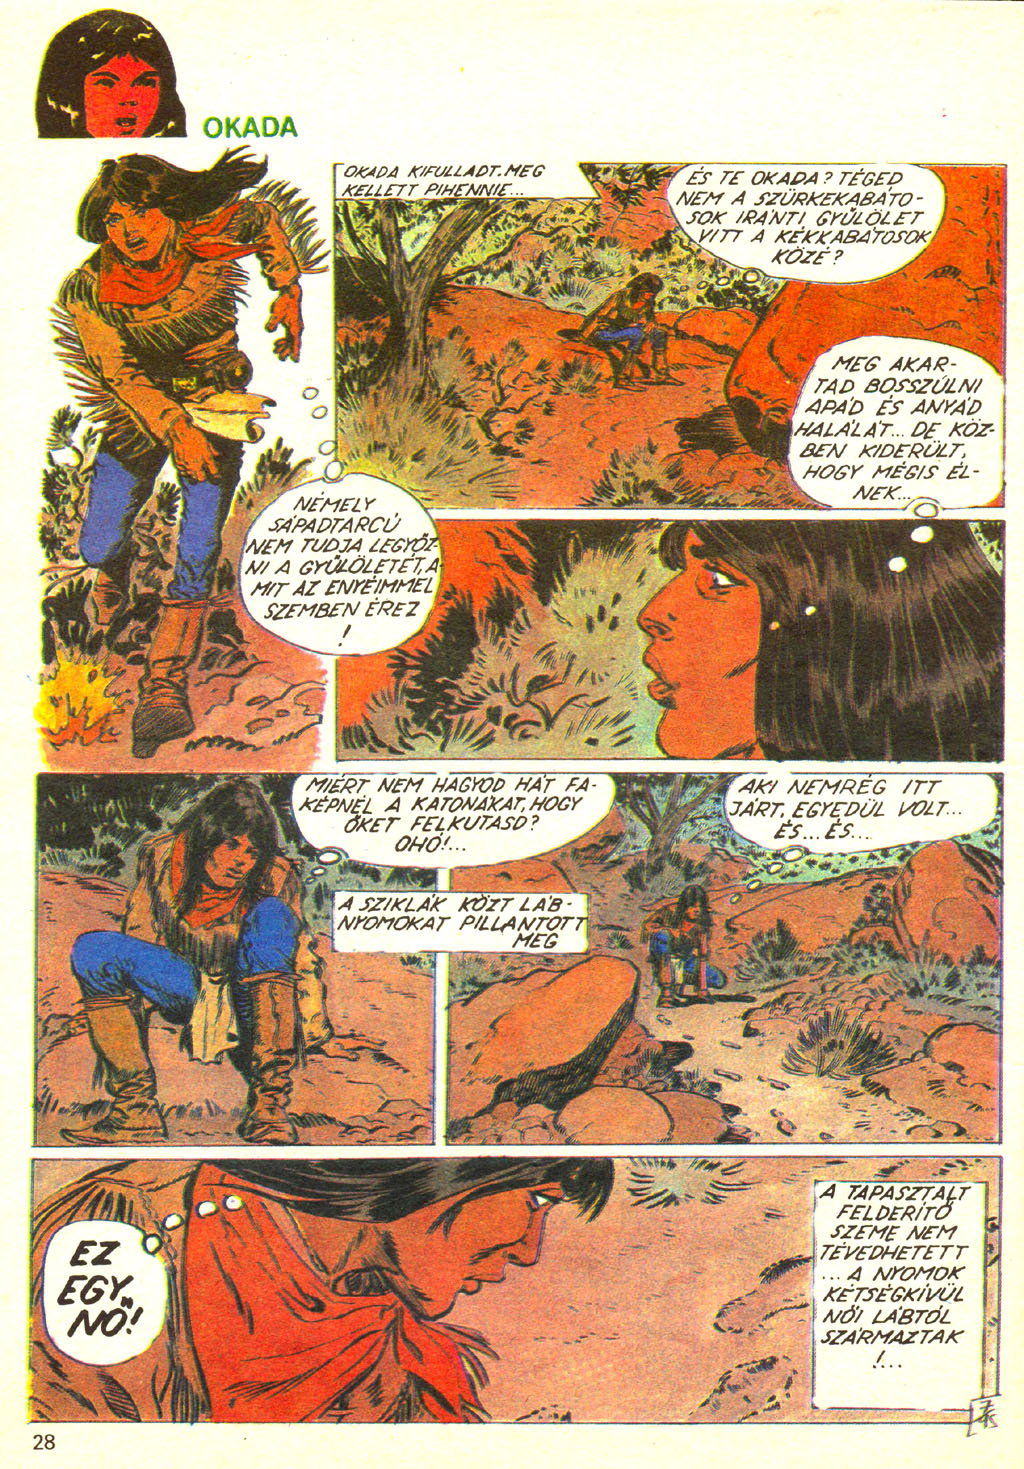 OKADA
NÉMELY
SÁPADTARCÚ
NEM TUDJA LEGYŐZ-
NI A GYŰLÖLETET, A-
MIT AZ ENYÉIMMEL
SZEMBEN ÉREZ
!
OKADA KIFULLADT. MEG
KELLETT PIHENNIE...
ÉS TE OKADA? TÉGED
NEM A SZÜRKEKABÁTO-
SOK IRÁNTI GYŰLÖLET
VITT A KÉKKABÁTOSOK
KÖZÉ?
MEG AKAR-
TAD BOSSZÚLNI
APÁD ÉS ANYÁD
HALÁLÁT... DE KÖZ-
BEN KIDERÜLT,
HOGY MÉGIS ÉL-
NEK...
MIÉRT NEM HAGYOD HÁT FA-
KÉPNÉL A KATONÁKAT, HOGY
ŐKET FELKUTASD?
OHÓ!...
A SZIKLÁK KÖZT LÁB-
NYOMOKAT PILLANTOTT
MEG
AKI NEMRÉG ITT
JÁRT, EGYEDÜL VOLT...
ÉS... ÉS....
EZ
EGY
NŐ!
A TAPASZTALT
FELDERÍTŐ
SZEME NEM
TÉVEDHETETT
... A NYOMOK
KÉTSÉGKÍVÜL
NŐI LÁBTÓL
SZÁRMAZTAK
!...
28